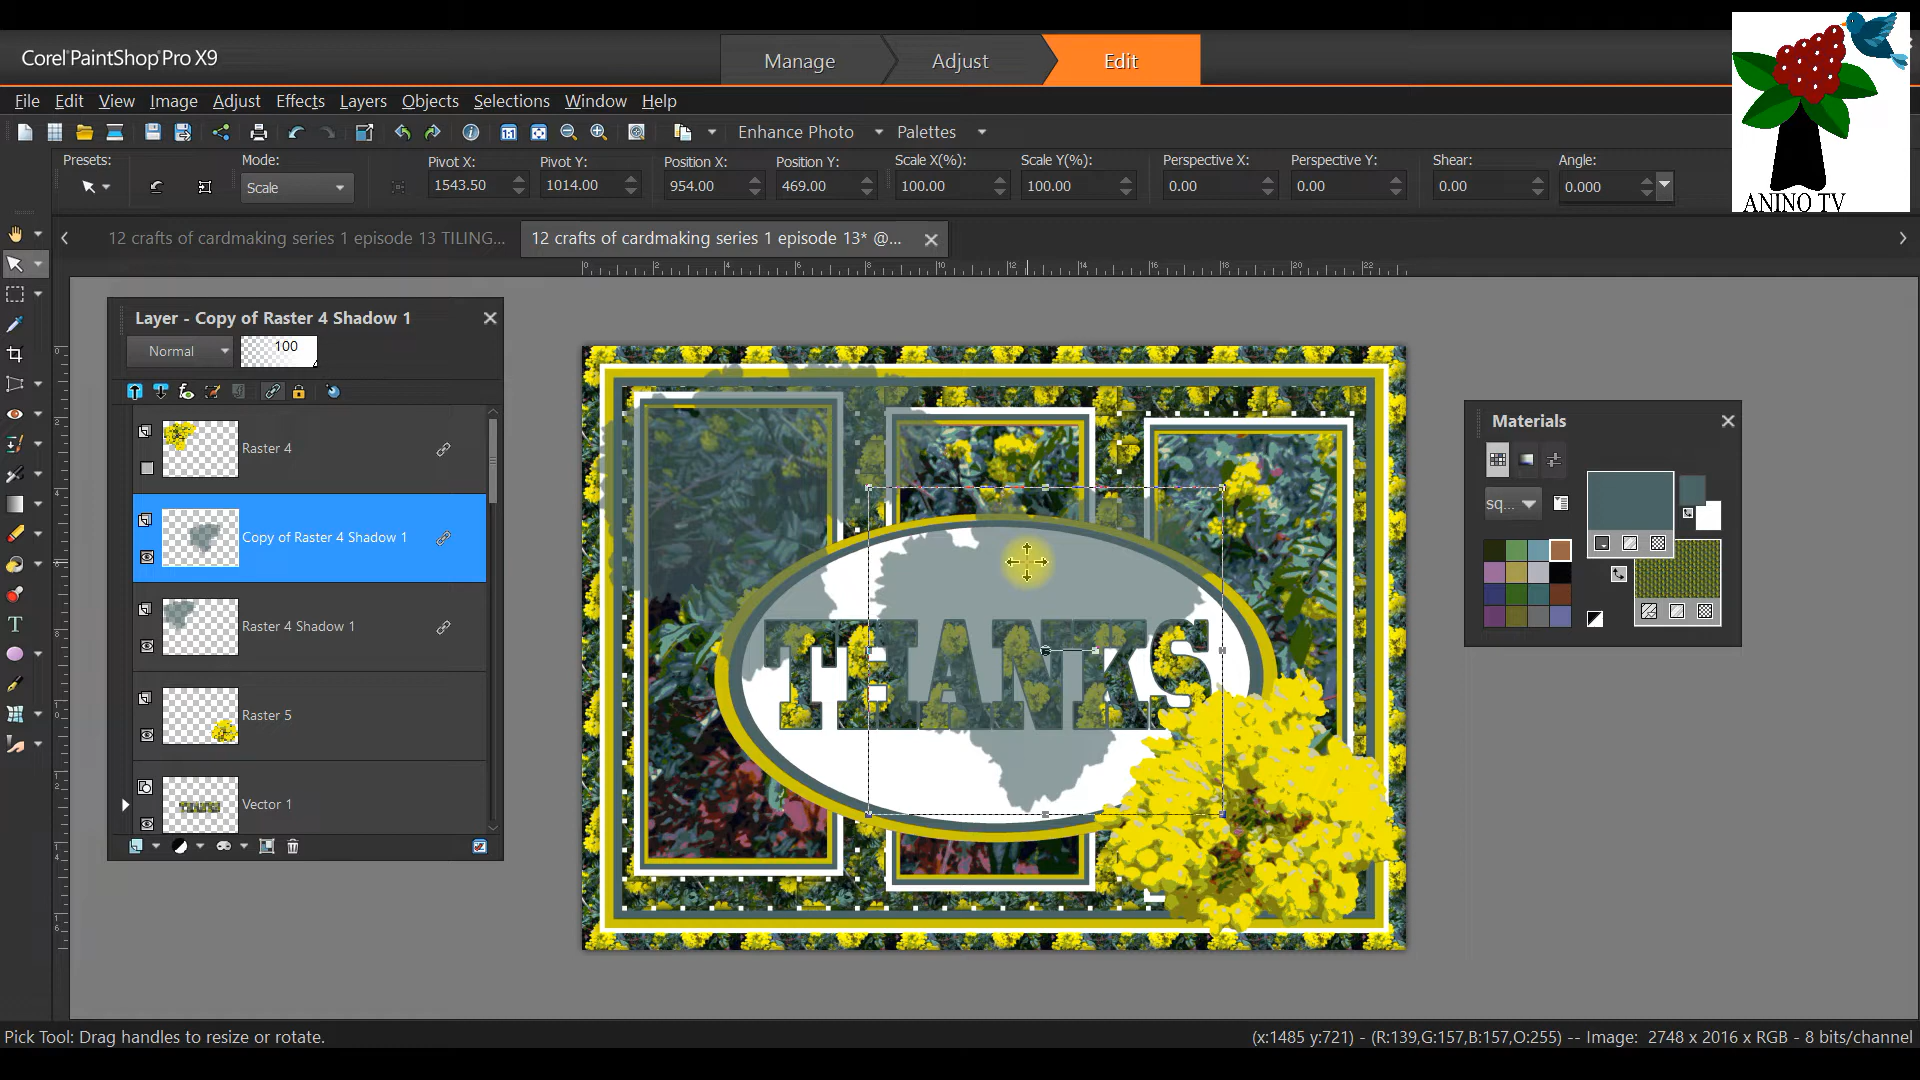 Corel PaintShop Pro X9
Manage
Adjust
Edit
File Edit View Image Adjust Effects Layers Objects Selections Window Help
Enhance Photo
Palettes
Presets:
Mode:
Scale
Pivot X:
1543.50
Pivot Y:
1014.00
Position X:
954.00
Position Y:
469.00
Scale X(%):
100.00
Scale Y(%):
100.00
Perspective X:
0.00
Perspective Y:
0.00
Shear:
0.00
Angle:
0.000
ANINO TV
12 crafts of cardmaking series 1 episode 13 TILING...
12 crafts of cardmaking series 1 episode 13* @...
Layer - Copy of Raster 4 Shadow 1
Normal
100
Raster 4
Copy of Raster 4 Shadow 1
Raster 4 Shadow 1
Raster 5
Vector 1
THANKS
Materials
sq...
Pick Tool: Drag handles to resize or rotate.
(x:1485 y:721) - (R:139,G:157,B:157,O:255) -- Image: 2748 x 2016 x RGB - 8 bits/channel